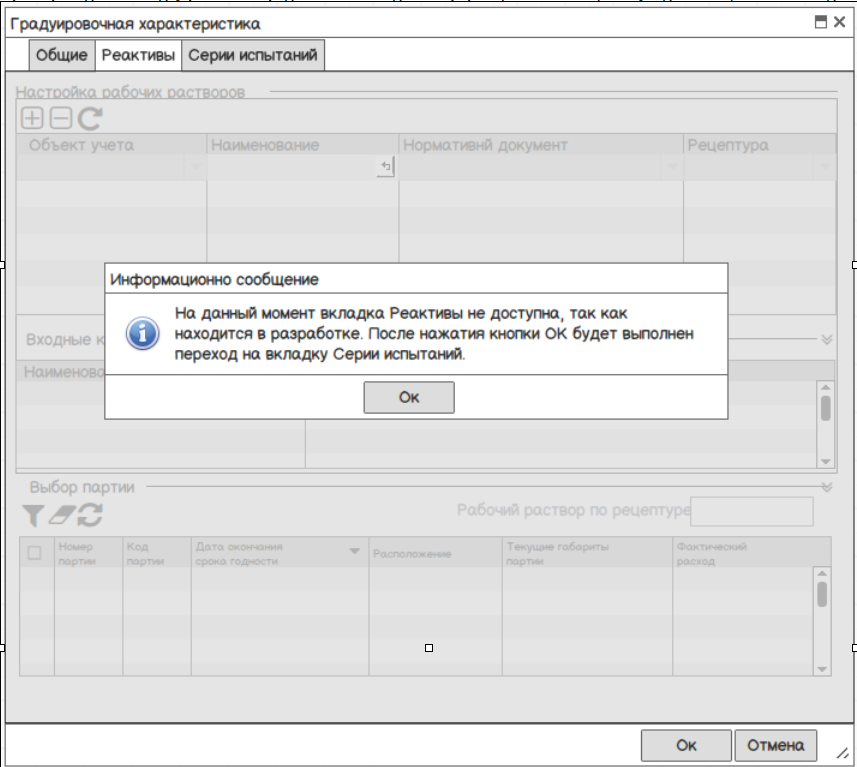 Градуировочная характеристика
Общие Реактивы Серии испытаний
Настройка рабочих растворов
Объект учета Наименование Нормативнй документ Рецептура
Информационно сообщение
На данный момент вкладка Реактивы не доступна, так как
находится в разработке. После нажатия кнопки ОК будет выполнен
переход на вкладку Серии испытаний.
Ок
Входные к
Наименова
Выбор партии
Рабочий раствор по рецептуре
Номер партии Код партии Дата окончания срока годности Расположение Текущие габариты партии Фактический расход
Ок Отмена